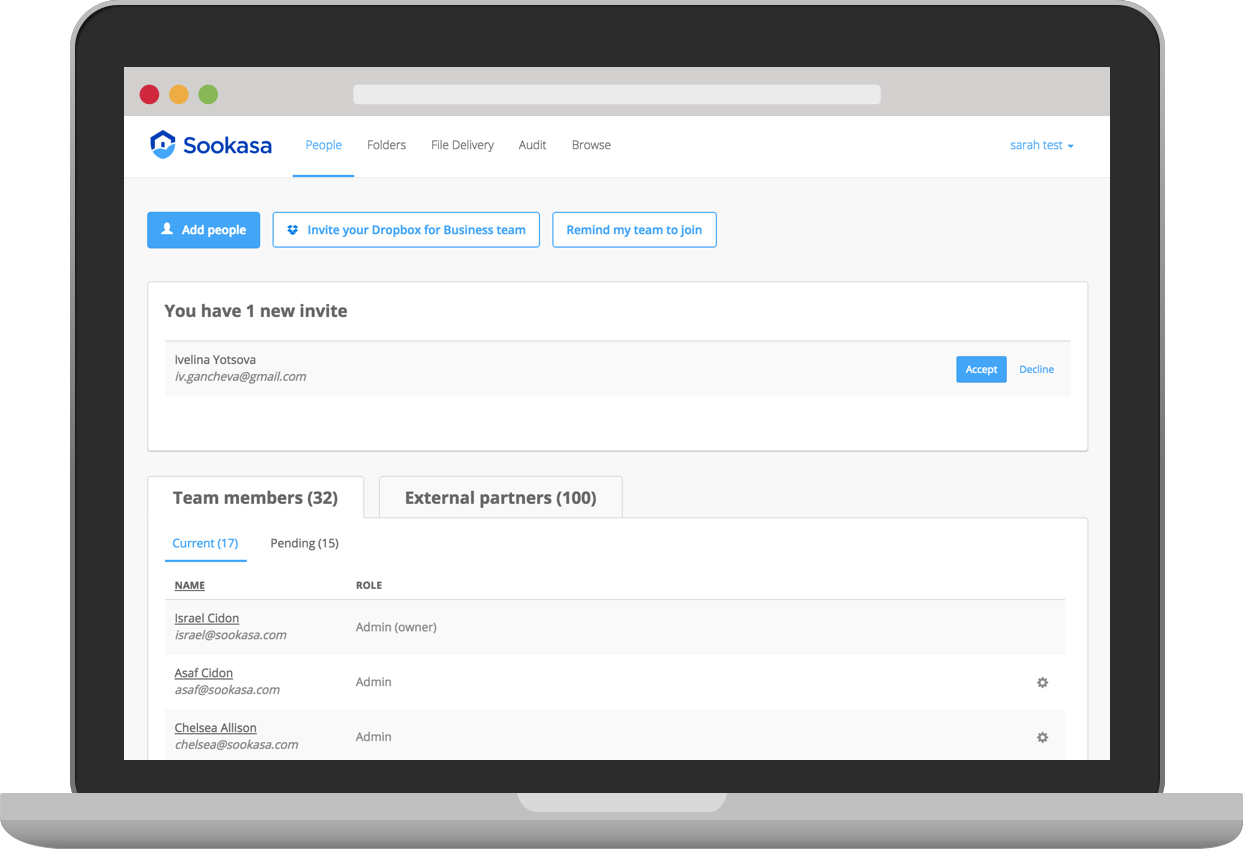 Sookasa
People
Folders
File Delivery
Audit
Browse
sarah test
Add people
Invite your Dropbox for Business team
Remind my team to join
You have 1 new invite
Ivelina Yotsova
iv.gancheva@gmail.com
Accept
Decline
Team members (32)
External partners (100)
Current (17)
Pending (15)
NAME
ROLE
Israel Cidon
israel@sookasa.com
Admin (owner)
Asaf Cidon
asaf@sookasa.com
Admin
Chelsea Allison
chelsea@sookasa.com
Admin